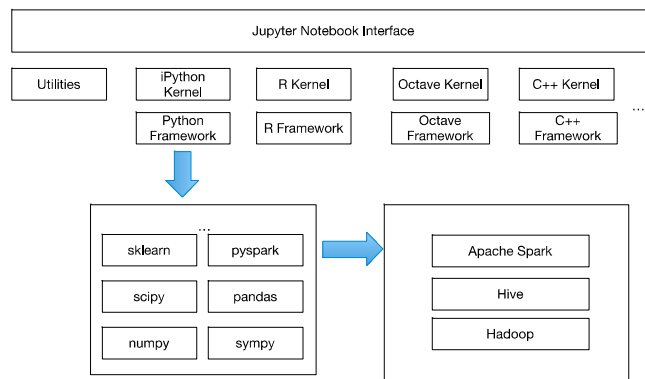 Jupyter Notebook Interface
Utilities
iPython
Kernel
R Kernel
Octave Kernel
C++ Kernel
Python
Framework
R Framework
Octave
Framework
C++
Framework
...
...
sklearn
pyspark
scipy
pandas
numpy
sympy
Apache Spark
Hive
Hadoop